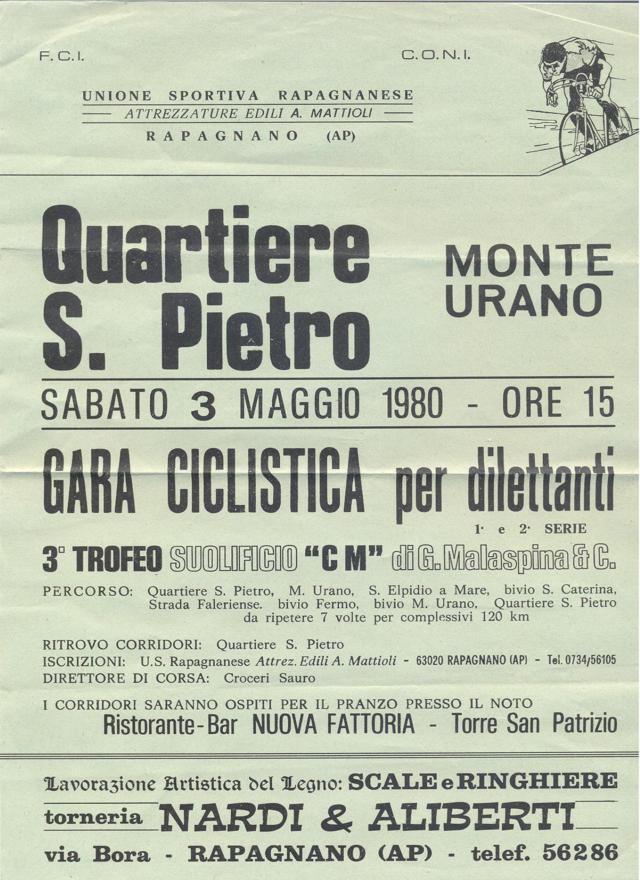 F.C.I. C.O.N.I.
UNIONE SPORTIVA RAPAGNANESE
ATTREZZATURE EDILI A. MATTIOLI
RAPAGNANO (AP)
Quartiere
S. Pietro
MONTE
URANO
SABATO 3 MAGGIO 1980 - ORE 15
GARA CICLISTICA per dilettanti
1ª e 2ª SERIE
3° TROFEO SUOLIFICIO "CM" di G. Malaspina & C.
PERCORSO: Quartiere S. Pietro, M. Urano, S. Elpidio a Mare, bivio S. Caterina,
Strada Faleriense. bivio Fermo, bivio M. Urano, Quartiere S. Pietro
da ripetere 7 volte per complessivi 120 km
RITROVO CORRIDORI: Quartiere S. Pietro
ISCRIZIONI: U.S. Rapagnanese Attrez. Edili A. Mattioli - 63020 RAPAGNANO (AP) - Tel. 0734/56105
DIRETTORE DI CORSA: Croceri Sauro
I CORRIDORI SARANNO OSPITI PER IL PRANZO PRESSO IL NOTO
Ristorante-Bar NUOVA FATTORIA - Torre San Patrizio
Lavorazione Artistica del Legno: SCALE e RINGHIERE
torneria NARDI & ALIBERTI
via Bora - RAPAGNANO (AP) - telef. 56286